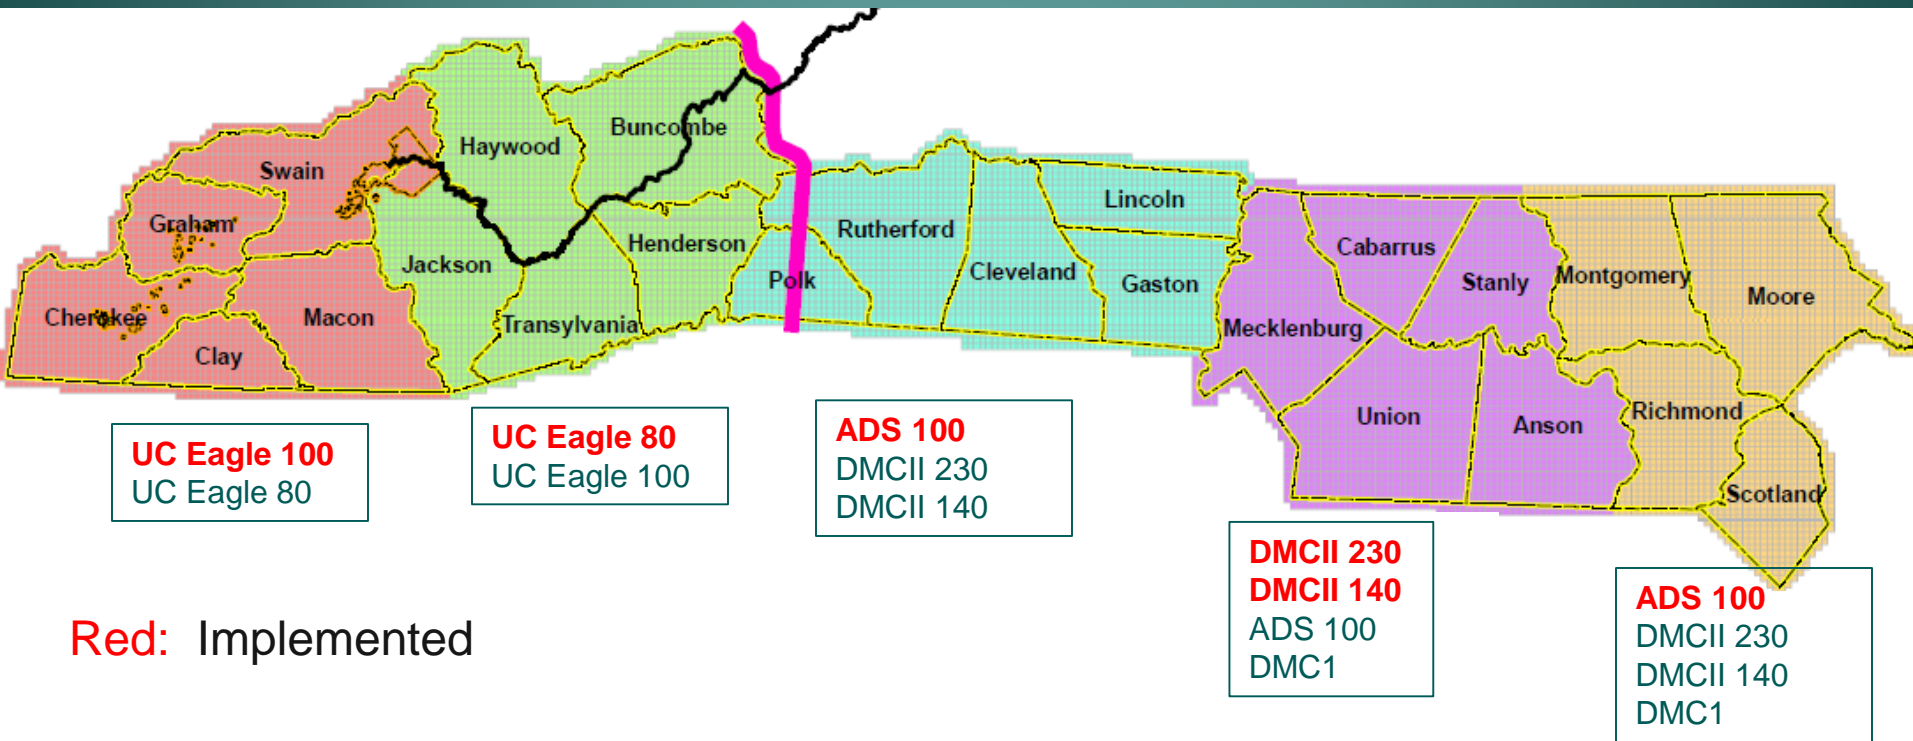 Buncombe
Haywood
Swain
Lincoln
Graham
Rutherford
Henderson
Cabarrus
Jackson
Cleveland
Montgomery
Polk
Gaston
Stanly
Moore
Cherokee
Macon
Transylvania
Mecklenburg
Clay
Richmond
Union
Anson
Scotland
UC Eagle 100
UC Eagle 80
UC Eagle 80
UC Eagle 100
ADS 100
DMCII 230
DMCII 140
DMCII 230
DMCII 140
ADS 100
DMC1
ADS 100
DMCII 230
DMCII 140
DMC1
Red: Implemented